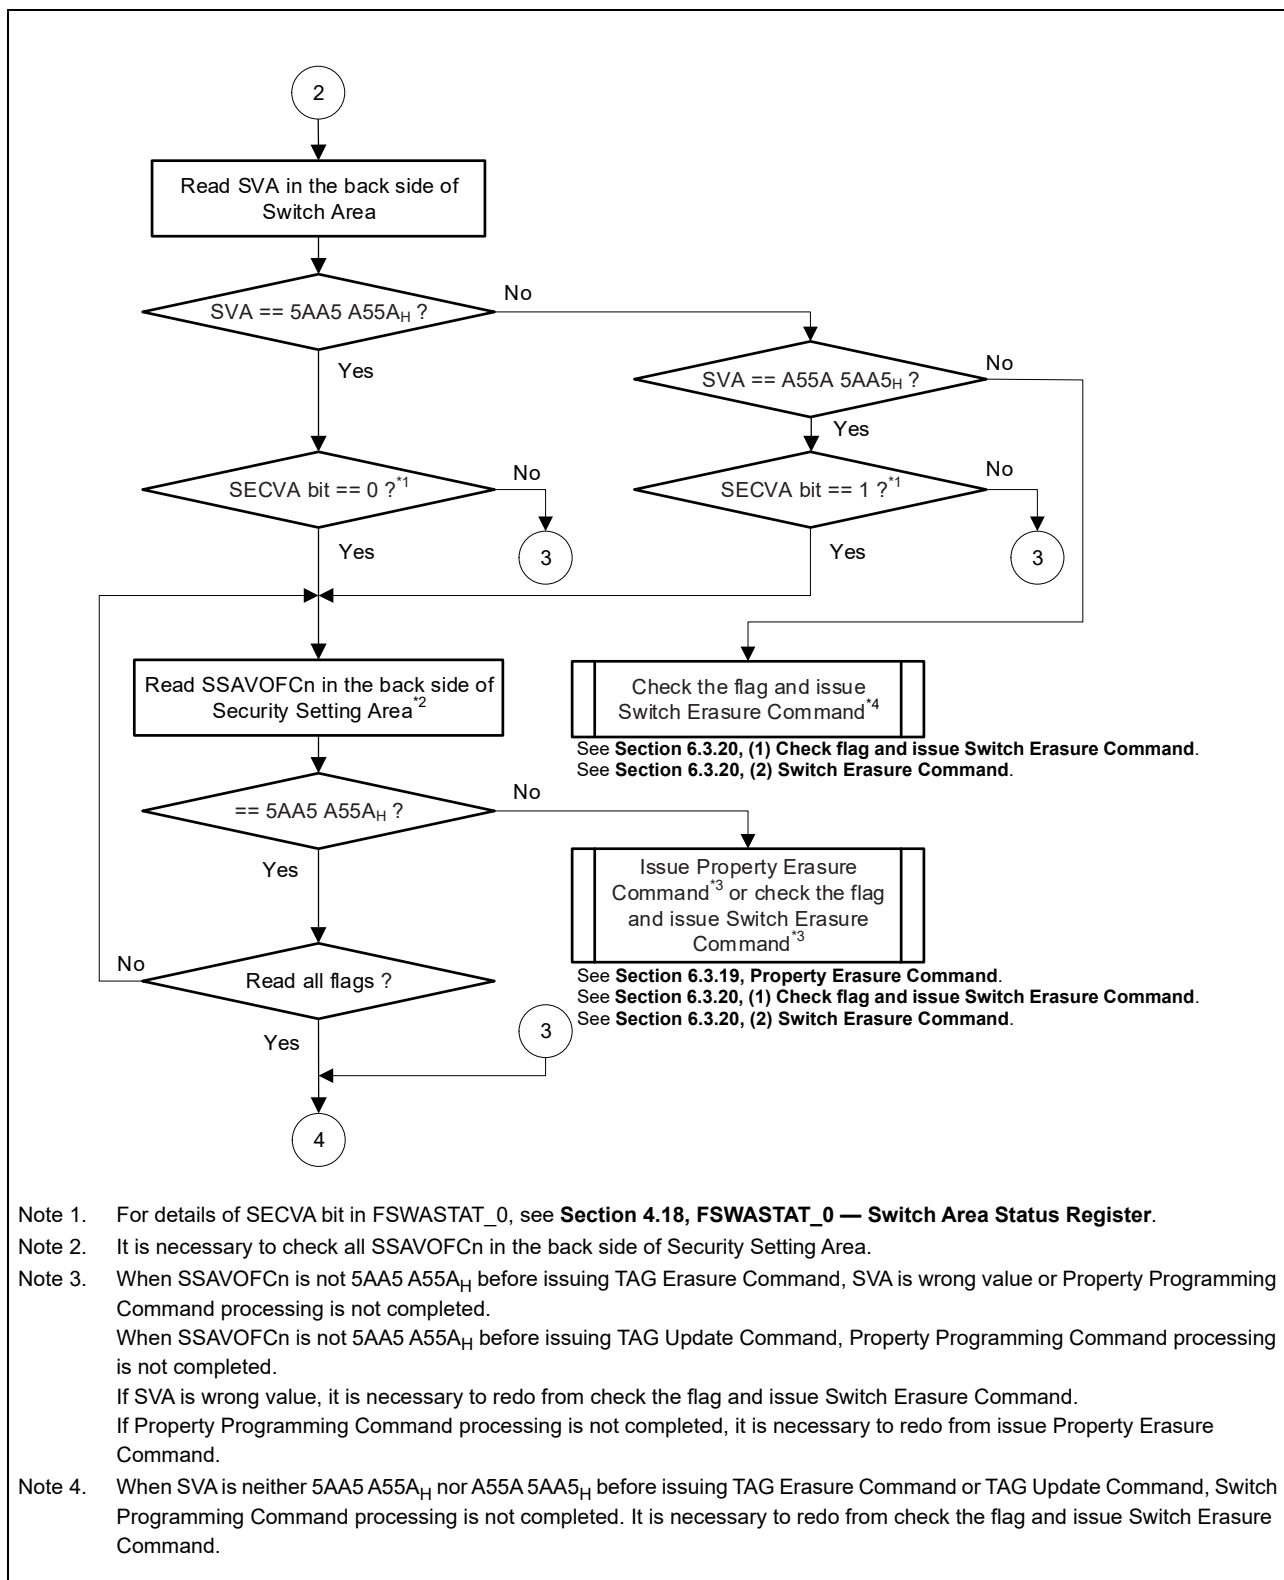 2
Read SVA in the back side of
Switch Area
SVA == 5AA5 A55AH ?
No
Yes
SVA == A55A 5AA5H ?
No
Yes
SECVA bit == 0 ?*1
No
Yes
3
SECVA bit == 1 ?*1
No
Yes
3
Read SSAVOFCn in the back side of
Security Setting Area*2
Check the flag and issue
Switch Erasure Command*4
See Section 6.3.20, (1) Check flag and issue Switch Erasure Command.
See Section 6.3.20, (2) Switch Erasure Command.
== 5AA5 A55AH ?
No
Yes
Issue Property Erasure
Command*3 or check the flag
and issue Switch Erasure
Command*3
See Section 6.3.19, Property Erasure Command.
See Section 6.3.20, (1) Check flag and issue Switch Erasure Command.
See Section 6.3.20, (2) Switch Erasure Command.
Read all flags ?
No
Yes
3
4
Note 1. For details of SECVA bit in FSWASTAT_0, see Section 4.18, FSWASTAT_0 — Switch Area Status Register.
Note 2. It is necessary to check all SSAVOFCn in the back side of Security Setting Area.
Note 3. When SSAVOFCn is not 5AA5 A55AH before issuing TAG Erasure Command, SVA is wrong value or Property Programming
Command processing is not completed.
When SSAVOFCn is not 5AA5 A55AH before issuing TAG Update Command, Property Programming Command processing
is not completed.
If SVA is wrong value, it is necessary to redo from check the flag and issue Switch Erasure Command.
If Property Programming Command processing is not completed, it is necessary to redo from issue Property Erasure
Command.
Note 4. When SVA is neither 5AA5 A55AH nor A55A 5AA5H before issuing TAG Erasure Command or TAG Update Command, Switch
Programming Command processing is not completed. It is necessary to redo from check the flag and issue Switch Erasure
Command.